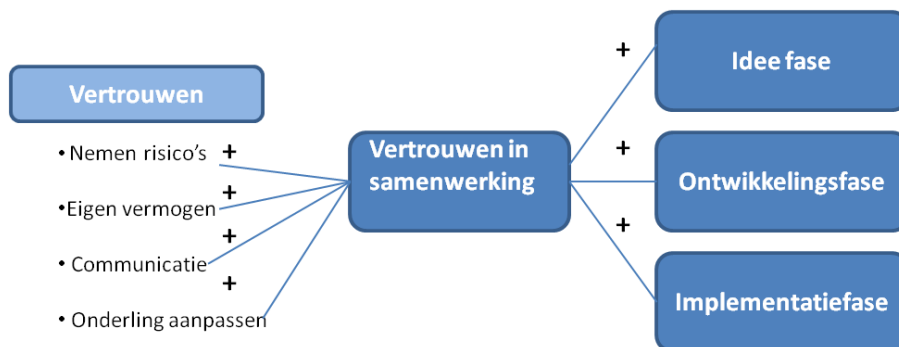 Vertrouwen
• Nemen risico's
+
• Eigen vermogen
+
• Communicatie
+
• Onderling aanpassen
+
Vertrouwen in
samenwerking
+
Idee fase
+
Ontwikkelingsfase
+
Implementatiefase